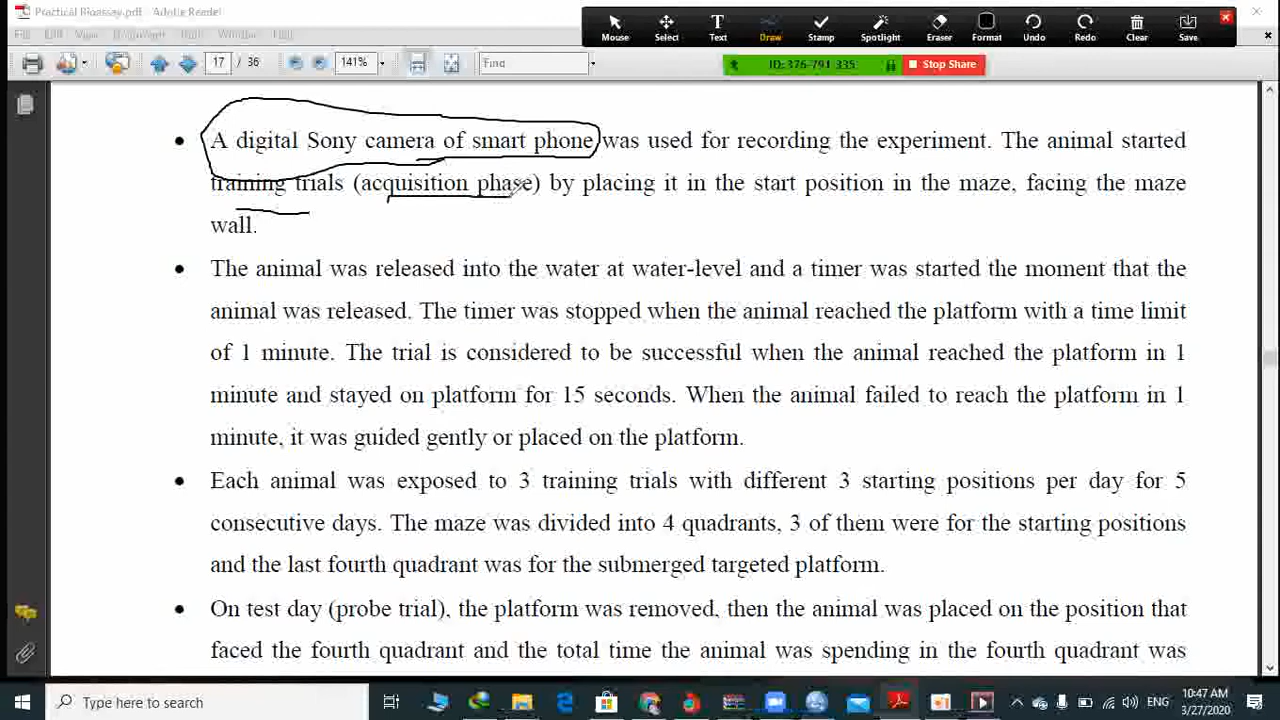 Practical Bioassay.pdf - Adobe Reader
Mouse Select Text Draw Stamp Spotlight Eraser Format Undo Redo Clear Save
17 / 36 141% Find
ID: 376-791-335 Stop Share
• A digital Sony camera of smart phone was used for recording the experiment. The animal started
training trials (acquisition phase) by placing it in the start position in the maze, facing the maze
wall.
• The animal was released into the water at water-level and a timer was started the moment that the
animal was released. The timer was stopped when the animal reached the platform with a time limit
of 1 minute. The trial is considered to be successful when the animal reached the platform in 1
minute and stayed on platform for 15 seconds. When the animal failed to reach the platform in 1
minute, it was guided gently or placed on the platform.
• Each animal was exposed to 3 training trials with different 3 starting positions per day for 5
consecutive days. The maze was divided into 4 quadrants, 3 of them were for the starting positions
and the last fourth quadrant was for the submerged targeted platform.
• On test day (probe trial), the platform was removed, then the animal was placed on the position that
faced the fourth quadrant and the total time the animal was spending in the fourth quadrant was
Type here to search
ENG
10:47 AM
3/27/2020